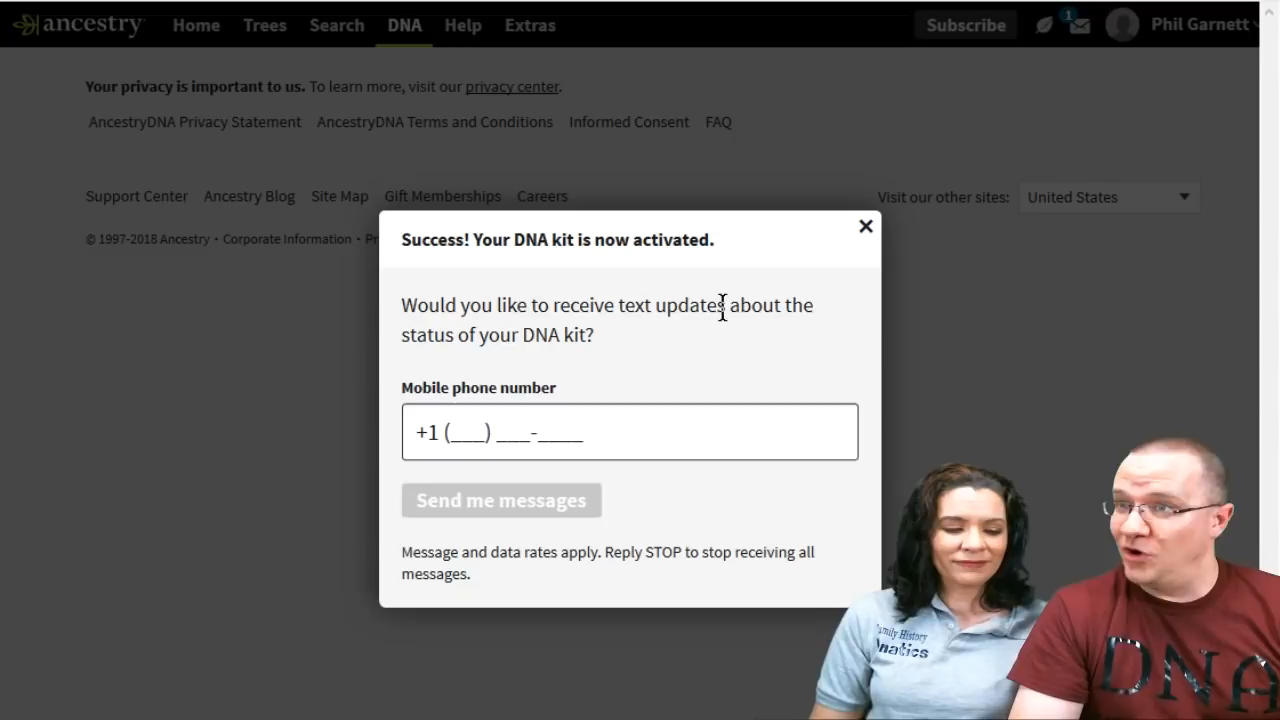 ancestry Home Trees Search DNA Help Extras Subscribe 1 Phil Garnett
Your privacy is important to us. To learn more, visit our privacy center.
AncestryDNA Privacy Statement AncestryDNA Terms and Conditions Informed Consent FAQ
Support Center Ancestry Blog Site Map Gift Memberships Careers Visit our other sites: United States
© 1997-2018 Ancestry · Corporate Information ·
Success! Your DNA kit is now activated.
Would you like to receive text updates about the
status of your DNA kit?
Mobile phone number
+1 (___) ___-____
Send me messages
Message and data rates apply. Reply STOP to stop receiving all
messages.
History
DNA